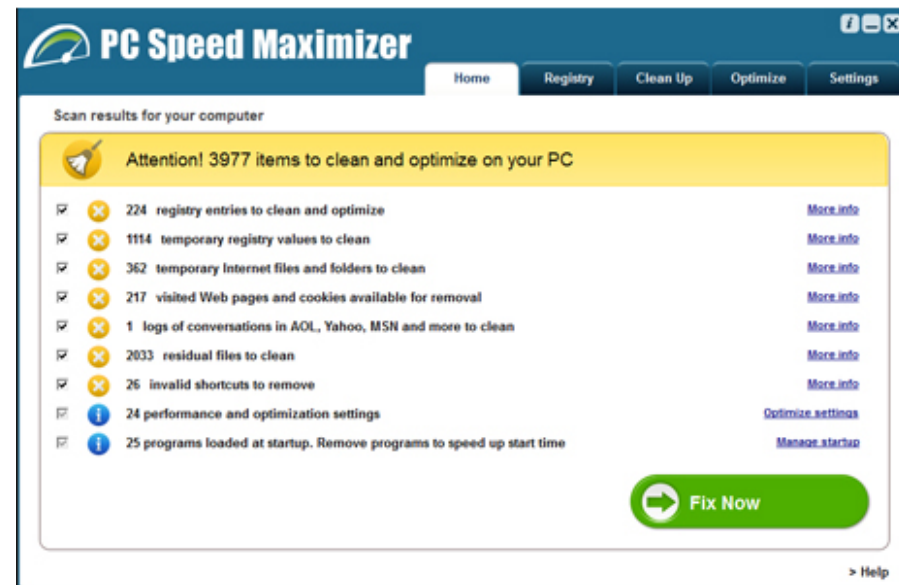 PC Speed Maximizer
Home Registry Clean Up Optimize Settings
Scan results for your computer
Attention! 3977 items to clean and optimize on your PC
224 registry entries to clean and optimize More info
1114 temporary registry values to clean More info
362 temporary Internet files and folders to clean More info
217 visited Web pages and cookies available for removal More info
1 logs of conversations in AOL, Yahoo, MSN and more to clean More info
2033 residual files to clean More info
26 invalid shortcuts to remove More info
24 performance and optimization settings Optimize settings
25 programs loaded at startup. Remove programs to speed up start time Manage startup
Fix Now
> Help